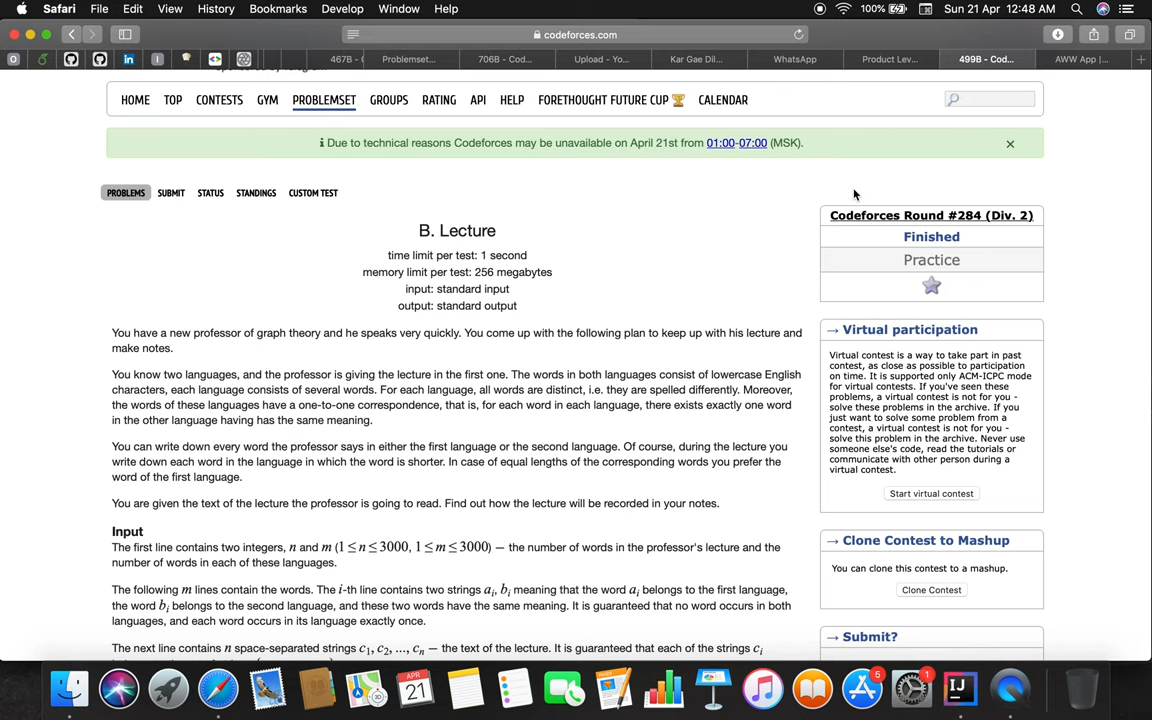 Safari File Edit View History Bookmarks Develop Window Help 100% Sun 21 Apr 12:48 AM
codeforces.com
467B - C Problemset... 706B - Cod... Upload - Yo... Kar Gae Dil... WhatsApp Product Lev... 499B - Cod... AWW App |...
HOME TOP CONTESTS GYM PROBLEMSET GROUPS RATING API HELP FORETHOUGHT FUTURE CUP CALENDAR
Due to technical reasons Codeforces may be unavailable on April 21st from 01:00-07:00 (MSK).
PROBLEMS SUBMIT STATUS STANDINGS CUSTOM TEST
B. Lecture
time limit per test: 1 second
memory limit per test: 256 megabytes
input: standard input
output: standard output
You have a new professor of graph theory and he speaks very quickly. You come up with the following plan to keep up with his lecture and
make notes.
You know two languages, and the professor is giving the lecture in the first one. The words in both languages consist of lowercase English
characters, each language consists of several words. For each language, all words are distinct, i.e. they are spelled differently. Moreover,
the words of these languages have a one-to-one correspondence, that is, for each word in each language, there exists exactly one word
in the other language having has the same meaning.
You can write down every word the professor says in either the first language or the second language. Of course, during the lecture you
write down each word in the language in which the word is shorter. In case of equal lengths of the corresponding words you prefer the
word of the first language.
You are given the text of the lecture the professor is going to read. Find out how the lecture will be recorded in your notes.
Input
The first line contains two integers, n and m (1 ≤ n ≤ 3000, 1 ≤ m ≤ 3000) — the number of words in the professor's lecture and the
number of words in each of these languages.
The following m lines contain the words. The i-th line contains two strings ai, bi meaning that the word ai belongs to the first language,
the word bi belongs to the second language, and these two words have the same meaning. It is guaranteed that no word occurs in both
languages, and each word occurs in its language exactly once.
The next line contains n space-separated strings c1, c2, ..., cn — the text of the lecture. It is guaranteed that each of the strings ci
Codeforces Round #284 (Div. 2)
Finished
Practice
→ Virtual participation
Virtual contest is a way to take part in past
contest, as close as possible to participation
on time. It is supported only ACM-ICPC mode
for virtual contests. If you've seen these
problems, a virtual contest is not for you -
solve these problems in the archive. If you
just want to solve some problem from a
contest, a virtual contest is not for you -
solve this problem in the archive. Never use
someone else's code, read the tutorials or
communicate with other person during a
virtual contest.
Start virtual contest
→ Clone Contest to Mashup
You can clone this contest to a mashup.
Clone Contest
→ Submit?
APR
21
5
1